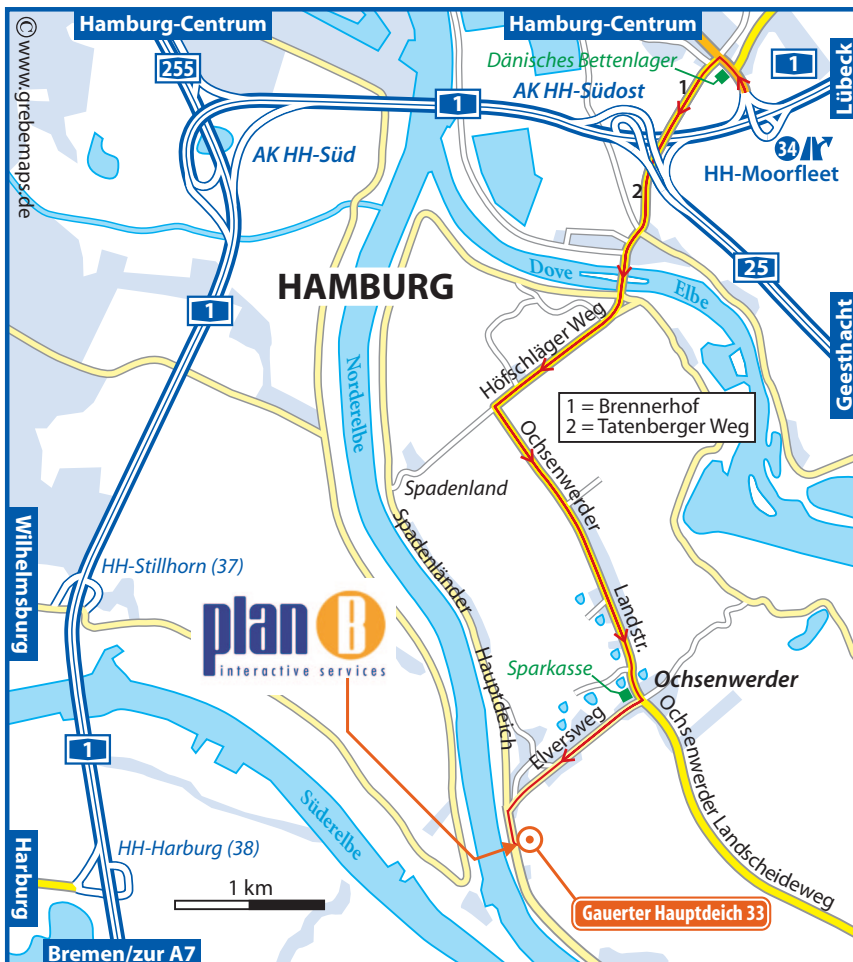 © www.grebemaps.de
Hamburg-Centrum
Hamburg-Centrum
255
Dänisches Bettenlager
1
Lübeck
1
AK HH-Südost
1
AK HH-Süd
34
HH-Moorfleet
2
25
Dove
Elbe
HAMBURG
Geesthacht
1
Norderelbe
Höfschläger Weg
1 = Brennerhof
2 = Tatenberger Weg
Ochsenwerder
Landstr.
Spadenland
Spadenländer
Hauptdeich
Wilhelmsburg
HH-Stillhorn (37)
plan B
interactive services
Sparkasse
Ochsenwerder
Elversweg
Ochsenwerder Landscheideweg
1
Süderelbe
HH-Harburg (38)
Harburg
1 km
Gauerter Hauptdeich 33
Bremen/zur A7